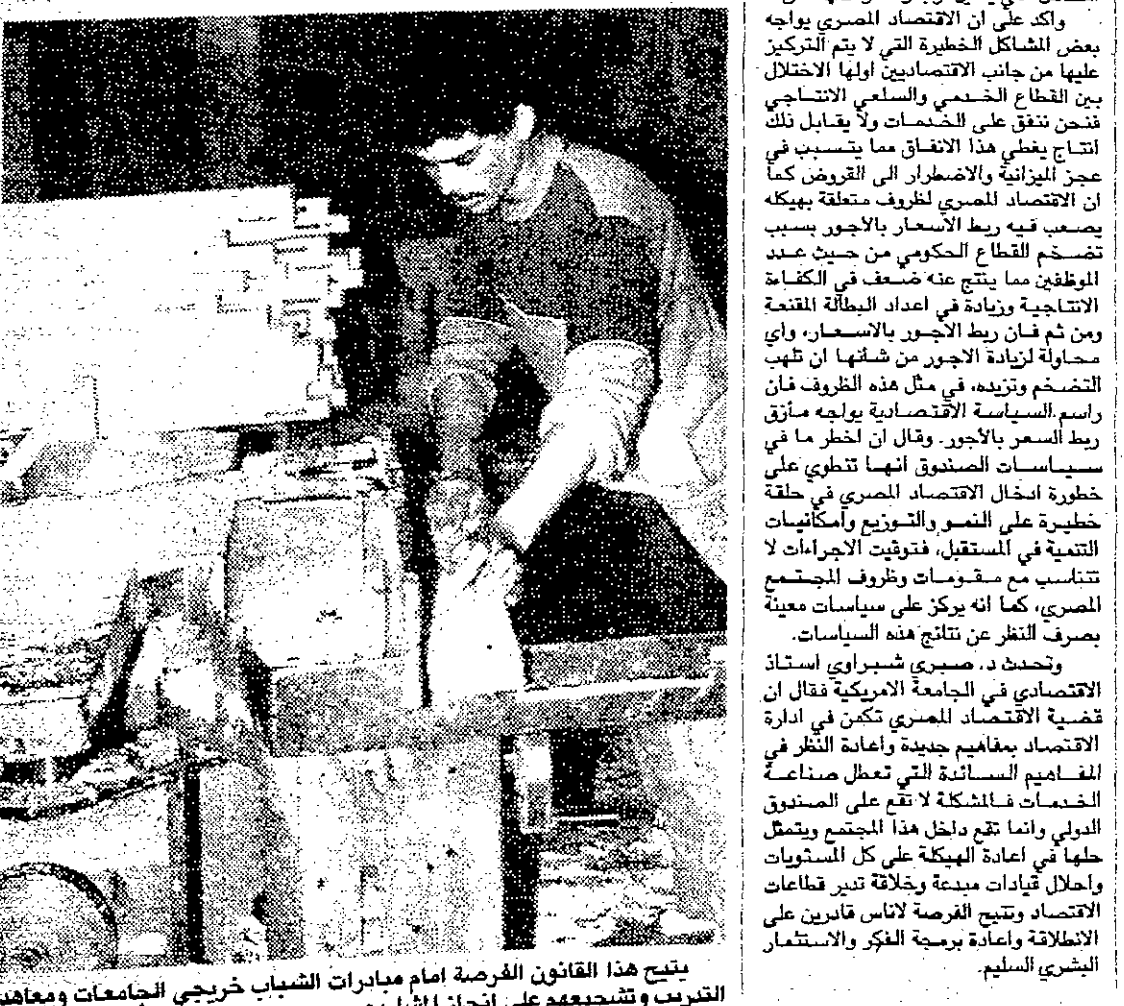 واكد على ان الاقتصاد المصري يواجه
بعض المشاكل الخطيرة التي لا يتم التركيز
عليها من جانب الاقتصاديين اولها الاختلال
بين القطاع الخدمي والسلعي الانتاجي
فنحن ننفق على الخدمات ولا يقابل ذلك
انتاج يغطي هذا الانفاق مما يتسبب في
عجز الميزانية والاضطرار الى القروض كما
ان الاقتصاد المصري لظروف متعلقة بهيكله
يصعب فيه ربط الاسعار بالاجور بسبب
تضخم القطاع الحكومي من حيث عدد
الموظفين مما ينتج عنه ضعف في الكفاءة
الانتاجية وزيادة في اعداد البطالة المقنعة
ومن ثم فان ربط الاجور بالاسعار، واي
محاولة لزيادة الاجور من شأنها ان تلهب
التضخم وتزيده، في مثل هذه الظروف فان
راسم السياسة الاقتصادية يواجه مأزق
ربط السعر بالأجور. وقال ان اخطر ما في
سياسات الصندوق انها تنطوي على
خطورة ادخال الاقتصاد المصري في حلقة
خطيرة على النمو والتوزيع وامكانيات
التنمية في المستقبل، فتوقيت الاجراءات لا
تتناسب مع مقومات وظروف المجتمع
المصري، كما انه يركز على سياسات معينة
بصرف النظر عن نتائج هذه السياسات.
وتحدث د. صبري شبراوي استاذ
الاقتصادي في الجامعة الامريكية فقال ان
قضية الاقتصاد المصري تكمن في ادارة
الاقتصاد بمفاهيم جديدة واعادة النظر في
المفاهيم السائدة التي تعطل صناعة
الخدمات فالمشكلة لا تقع على الصندوق
الدولي وانما تقع داخل هذا المجتمع ويتمثل
حلها في اعادة الهيكلة على كل المستويات
واحلال قيادات مبدعة وخلاقة تدير قطاعات
الاقتصاد وتتيح الفرصة لاناس قادرين على
الانطلاقة واعادة برمجة الفكر والاستثمار
البشري السليم.
يتيح هذا القانون الفرصة امام مبادرات الشباب خريجي الجامعات ومعاهد
التدريب وتشجيعهم على انجاز